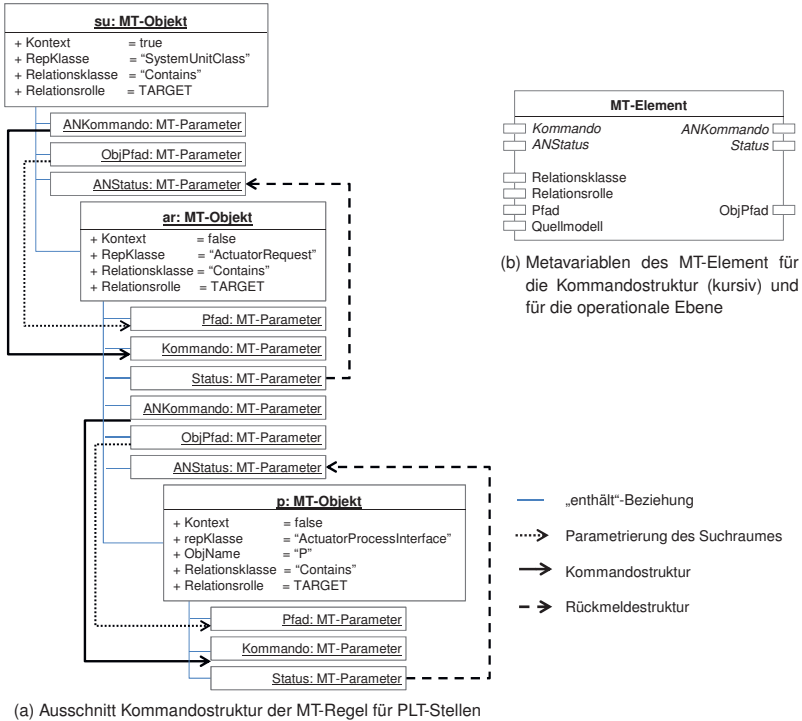 su: MT-Objekt
+ Kontext = true
+ RepKlasse = “SystemUnitClass”
+ Relationsklasse = “Contains”
+ Relationsrolle = TARGET
ANKommando: MT-Parameter
ObjPfad: MT-Parameter
ANStatus: MT-Parameter
ar: MT-Objekt
+ Kontext = false
+ RepKlasse = “ActuatorRequest”
+ Relationsklasse = “Contains”
+ Relationsrolle = TARGET
Pfad: MT-Parameter
Kommando: MT-Parameter
Status: MT-Parameter
ANKommando: MT-Parameter
ObjPfad: MT-Parameter
ANStatus: MT-Parameter
p: MT-Objekt
+ Kontext = false
+ repKlasse = “ActuatorProcessInterface”
+ ObjName = “P”
+ Relationsklasse = “Contains”
+ Relationsrolle = TARGET
Pfad: MT-Parameter
Kommando: MT-Parameter
Status: MT-Parameter
(a) Ausschnitt Kommandostruktur der MT-Regel für PLT-Stellen
MT-Element
Kommando ANKommando
ANStatus Status
Relationsklasse
Relationsrolle
Pfad ObjPfad
Quellmodell
(b) Metavariablen des MT-Element für
die Kommandostruktur (kursiv) und
für die operationale Ebene
„enthält“-Beziehung
Parametrierung des Suchraumes
Kommandostruktur
Rückmeldestruktur